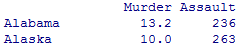 Murder Assault
Alabama 13.2 236
Alaska 10.0 263